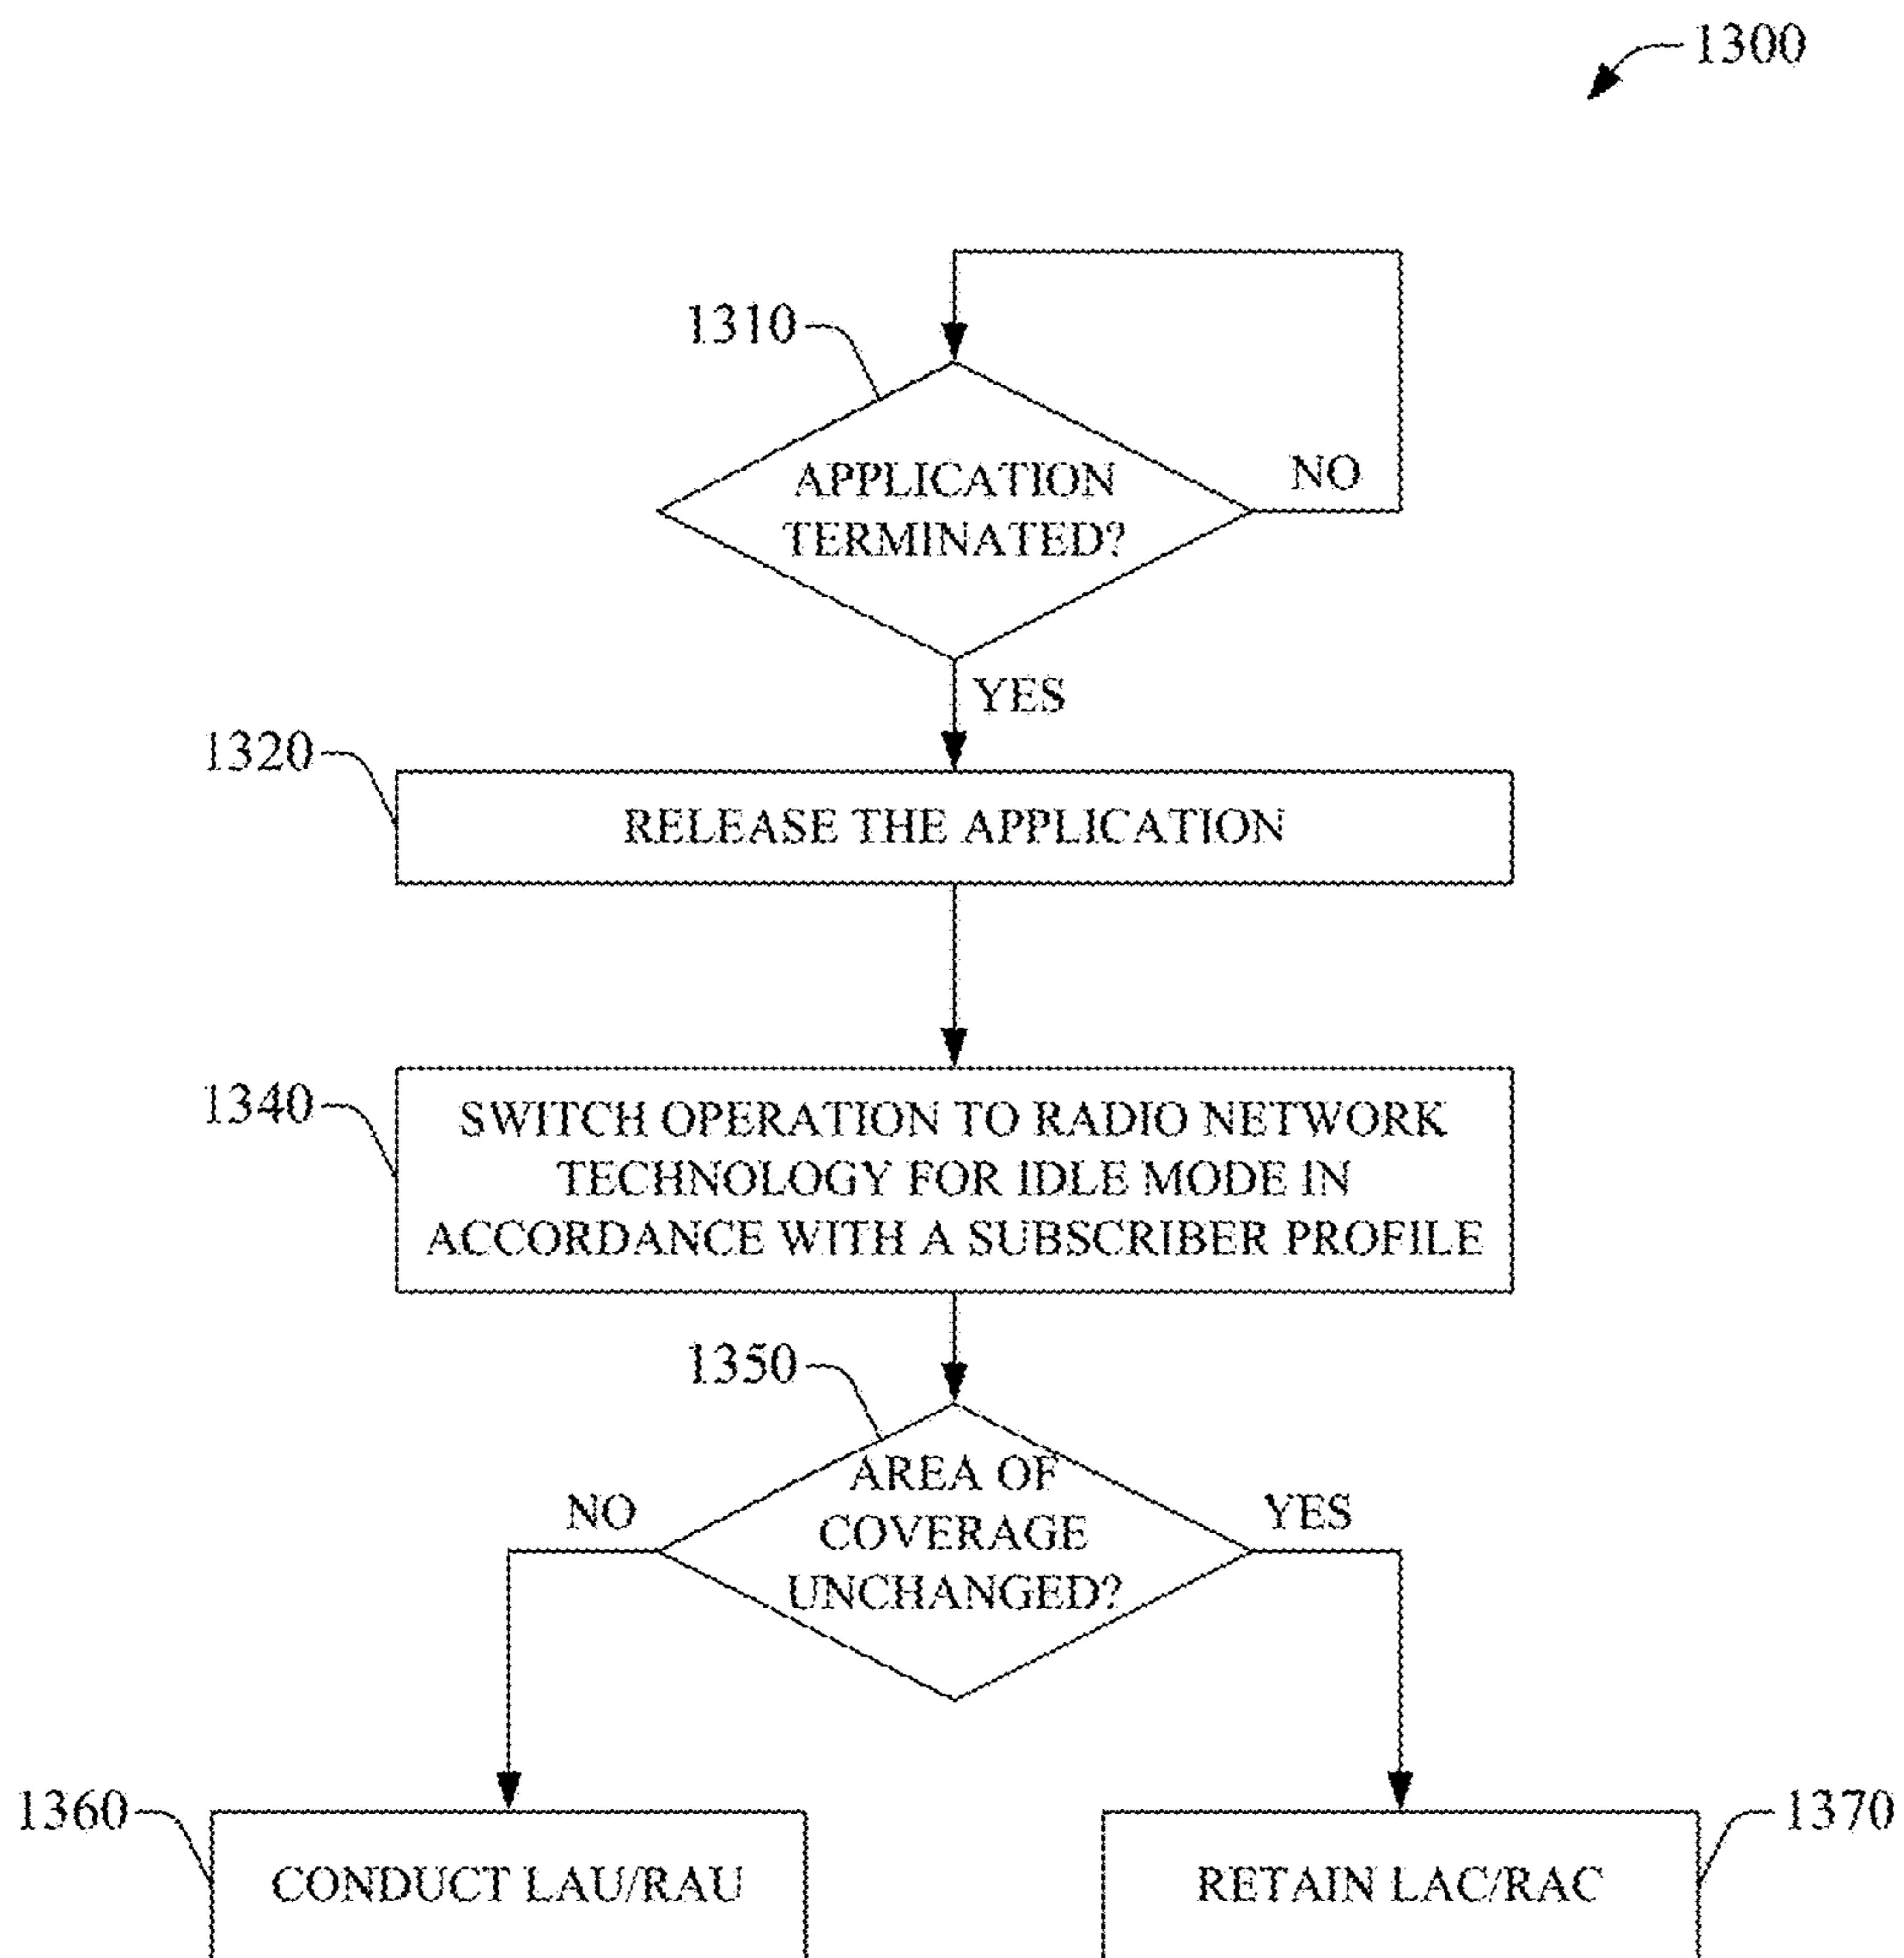 1300
1310
APPLICATION
TERMINATED?
NO
YES
1320
RELEASE THE APPLICATION
1340
SWITCH OPERATION TO RADIO NETWORK
TECHNOLOGY FOR IDLE MODE IN
ACCORDANCE WITH A SUBSCRIBER PROFILE
1350
AREA OF
COVERAGE
UNCHANGED?
NO
YES
1360
CONDUCT LAU/RAU
RETAIN LAC/RAC
1370